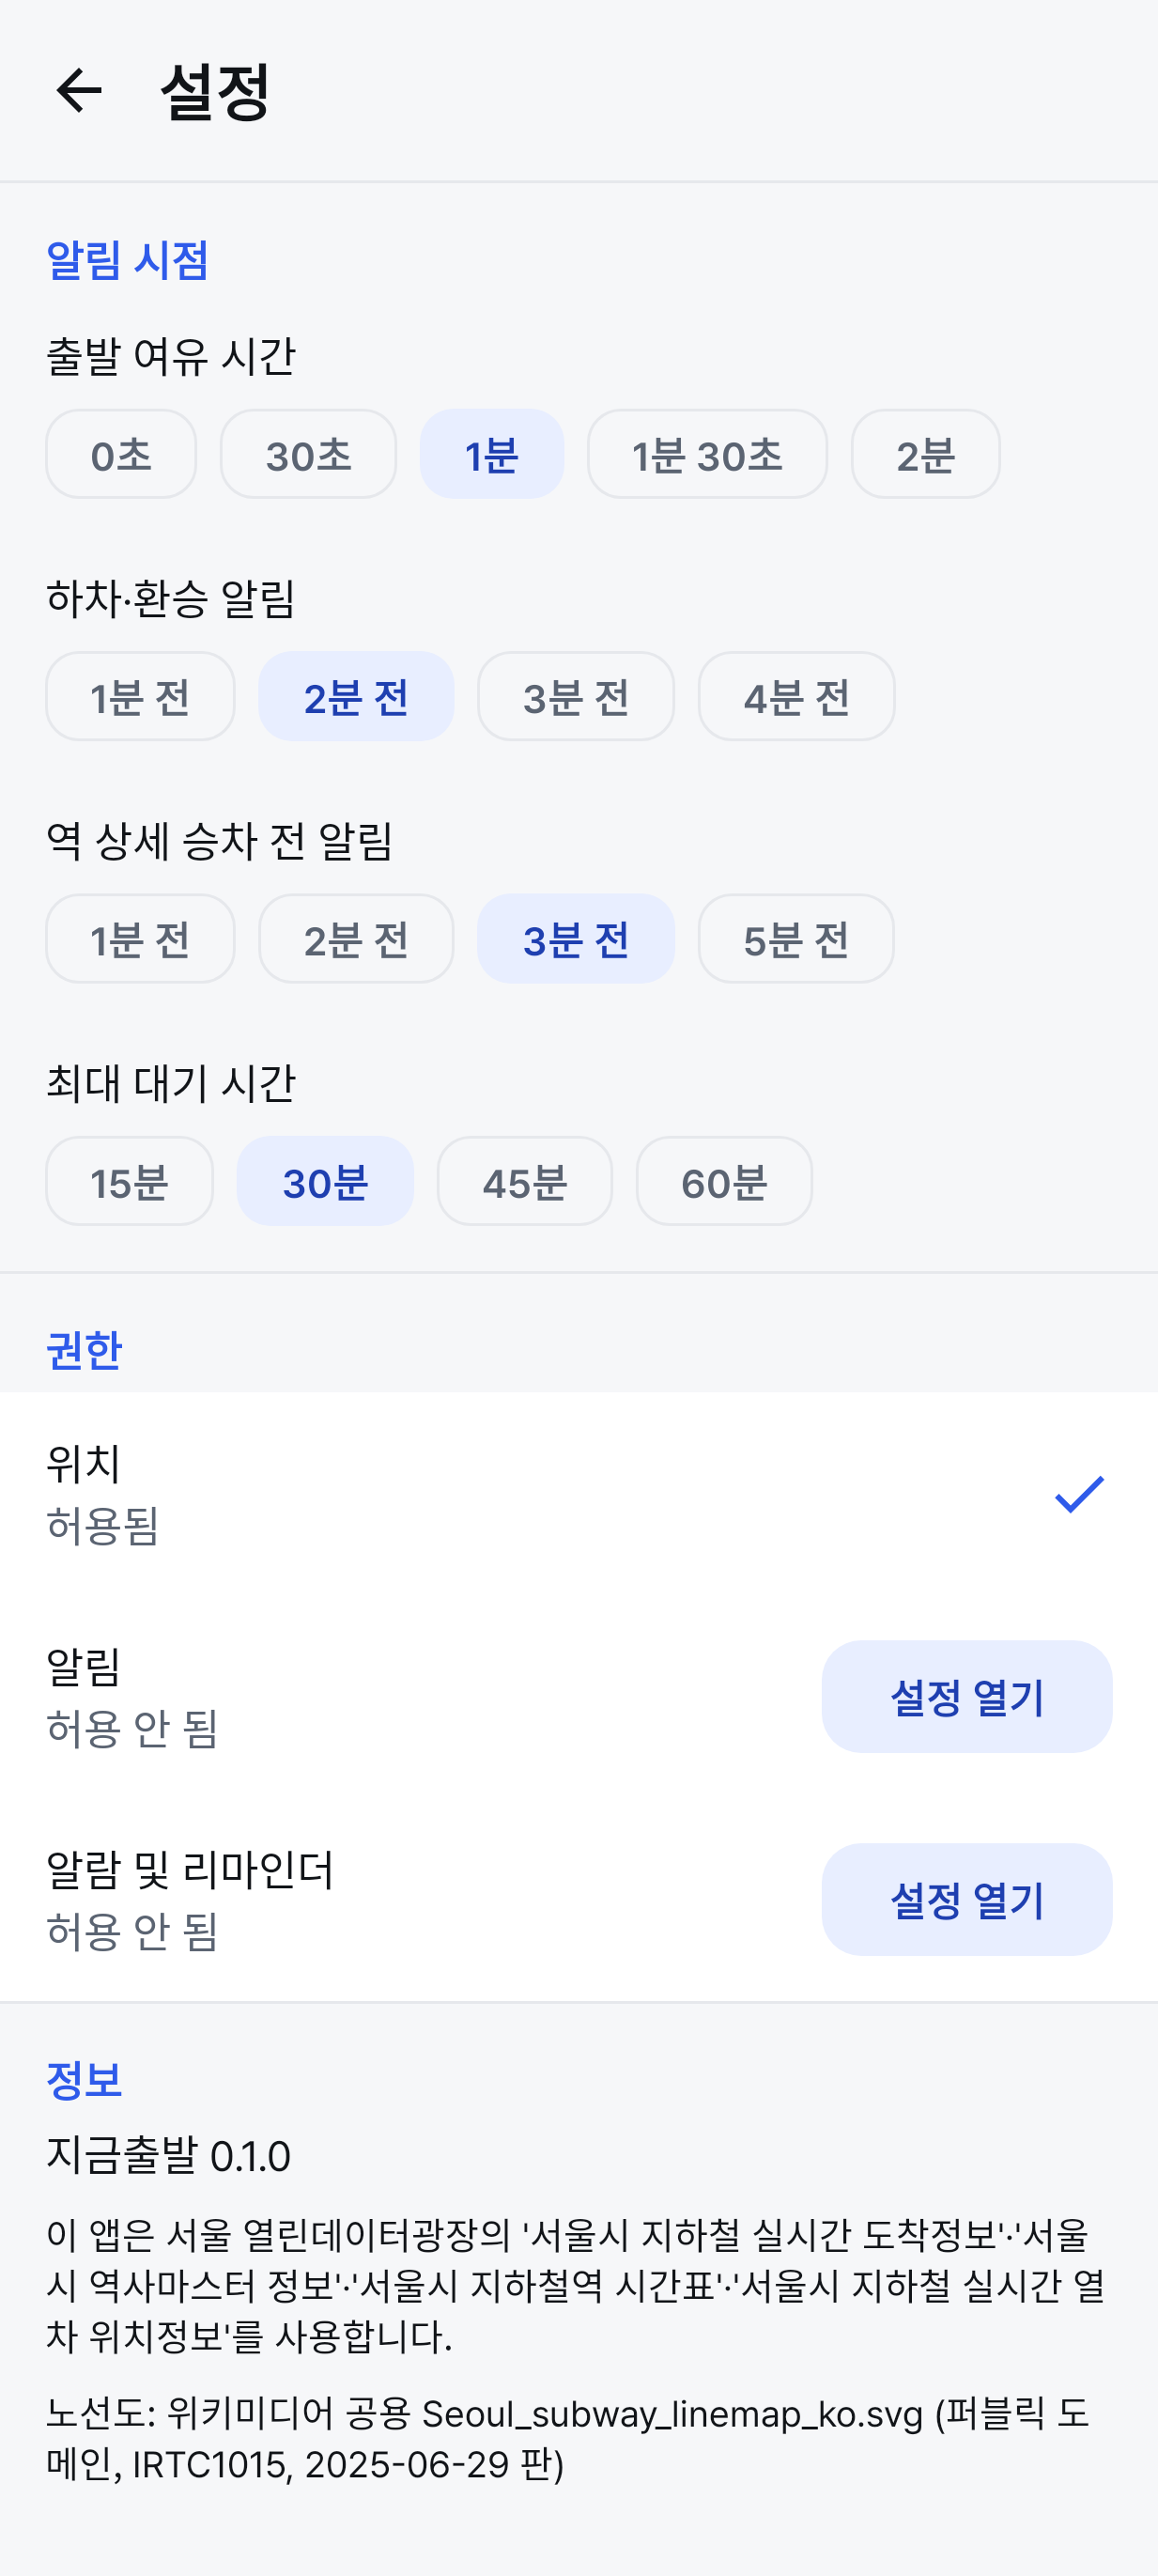 설정
알림 시점
출발 여유 시간
0초 30초 1분 1분 30초 2분
하차·환승 알림
1분 전 2분 전 3분 전 4분 전
역 상세 승차 전 알림
1분 전 2분 전 3분 전 5분 전
최대 대기 시간
15분 30분 45분 60분
권한
위치
허용됨
알림
허용 안 됨
설정 열기
알람 및 리마인더
허용 안 됨
설정 열기
정보
지금출발 0.1.0
이 앱은 서울 열린데이터광장의 '서울시 지하철 실시간 도착정보'·'서울
시 역사마스터 정보'·'서울시 지하철역 시간표'·'서울시 지하철 실시간 열
차 위치정보'를 사용합니다.
노선도: 위키미디어 공용 Seoul_subway_linemap_ko.svg (퍼블릭 도
메인, IRTC1015, 2025-06-29 판)